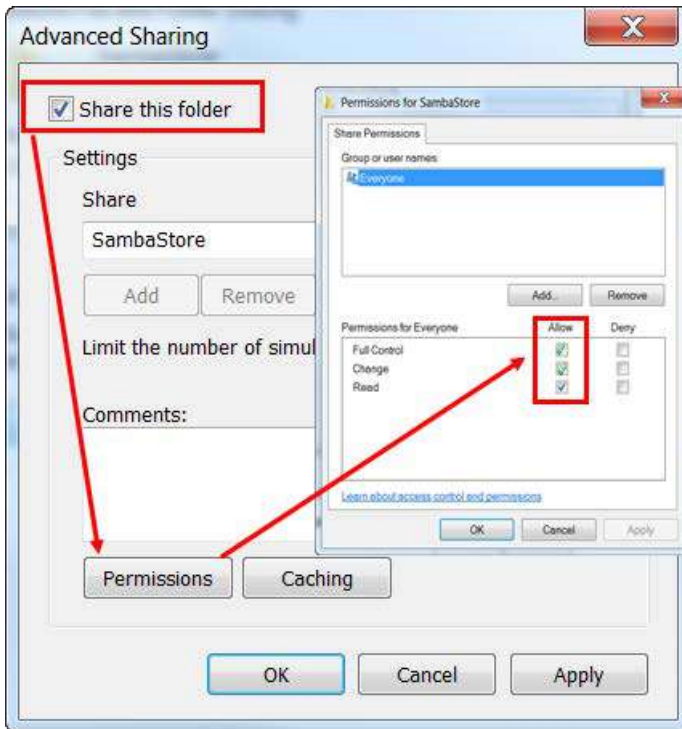 Advanced Sharing
Share this folder
Settings
Share
SambaStore
Add Remove
Limit the number of simul
Comments:
Permissions Caching
OK Cancel Apply
Permissions for SambaStore
Share Permissions
Group or user names:
Everyone
Add... Remove
Permissions for Everyone Allow Deny
Full Control
Change
Read
Learn about access control and permissions
OK Cancel Apply